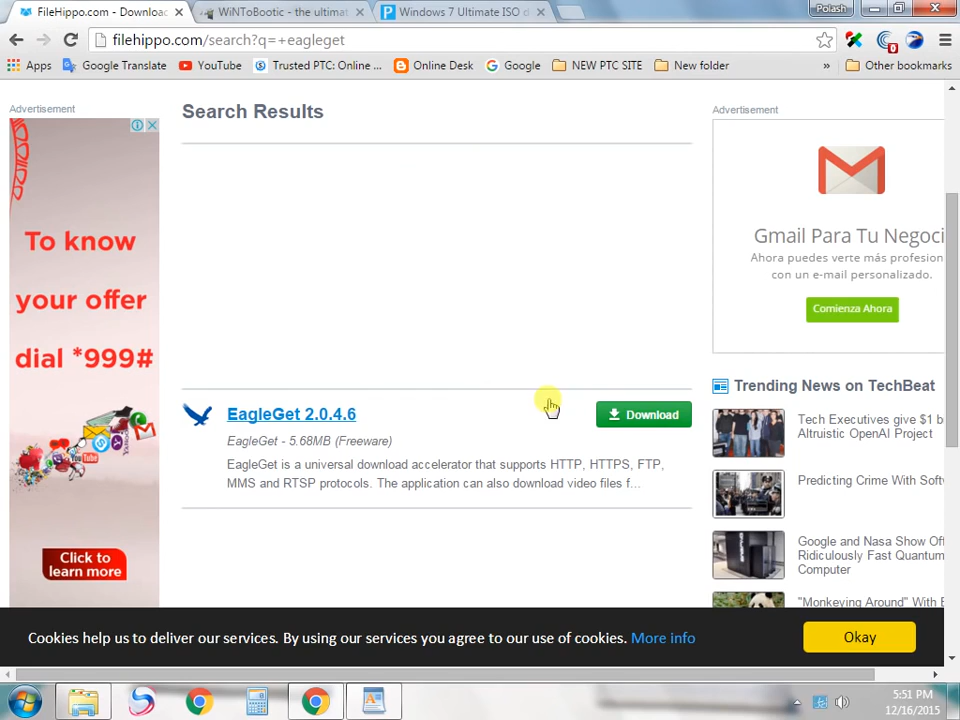 FileHippo.com - Downloac
WiNToBootic - the ultimat
Windows 7 Ultimate ISO d
Polash
filehippo.com/search?q=+eagleget
0
Apps
Google Translate
YouTube
Trusted PTC: Online ...
Online Desk
Google
NEW PTC SITE
New folder
»
Other bookmarks
Advertisement
To know
your offer
dial *999#
Click to
learn more
Search Results
EagleGet 2.0.4.6
Download
EagleGet - 5.68MB (Freeware)
EagleGet is a universal download accelerator that supports HTTP, HTTPS, FTP,
MMS and RTSP protocols. The application can also download video files f...
Advertisement
Gmail Para Tu Negoci
Ahora puedes verte más profesion
con un e-mail personalizado.
Comienza Ahora
Trending News on TechBeat
Tech Executives give $1 b
Altruistic OpenAI Project
Predicting Crime With Softw
Google and Nasa Show Off
Ridiculously Fast Quantum
Computer
"Monkeying Around" With E
Cookies help us to deliver our services. By using our services you agree to our use of cookies. More info
Okay
5:51 PM
12/16/2015